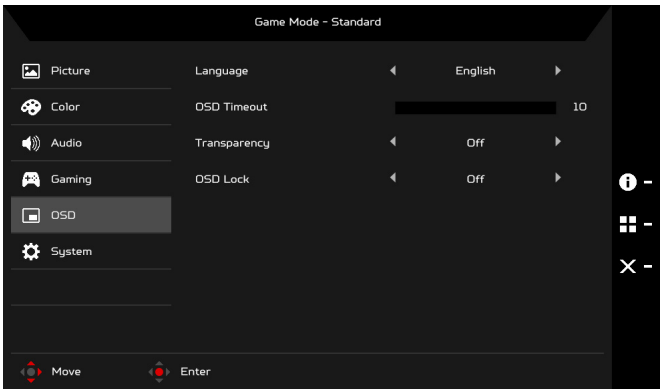 Game Mode - Standard
Picture
Language English
Color
OSD Timeout 10
Audio
Transparency Off
Gaming
OSD Lock Off
OSD
System
Move Enter